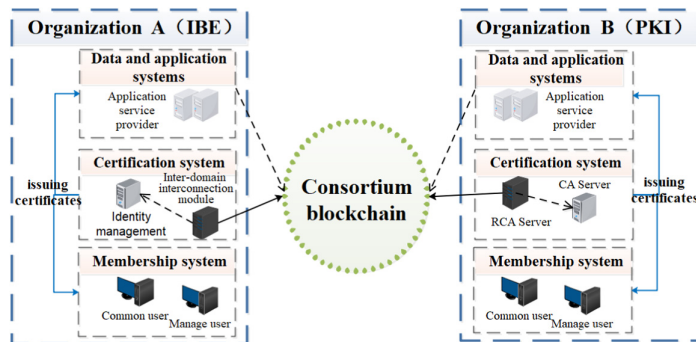 Organization A（IBE）
Data and application
systems
Application
service
provider
issuing
certificates
Certification system
Inter-domain
interconnection
module
Identity
management
Membership system
Common user
Manage user
Consortium
blockchain
Organization B（PKI）
Data and application
systems
Application
service
provider
Certification system
CA Server
RCA Server
issuing
certificates
Membership system
Common user
Manage user